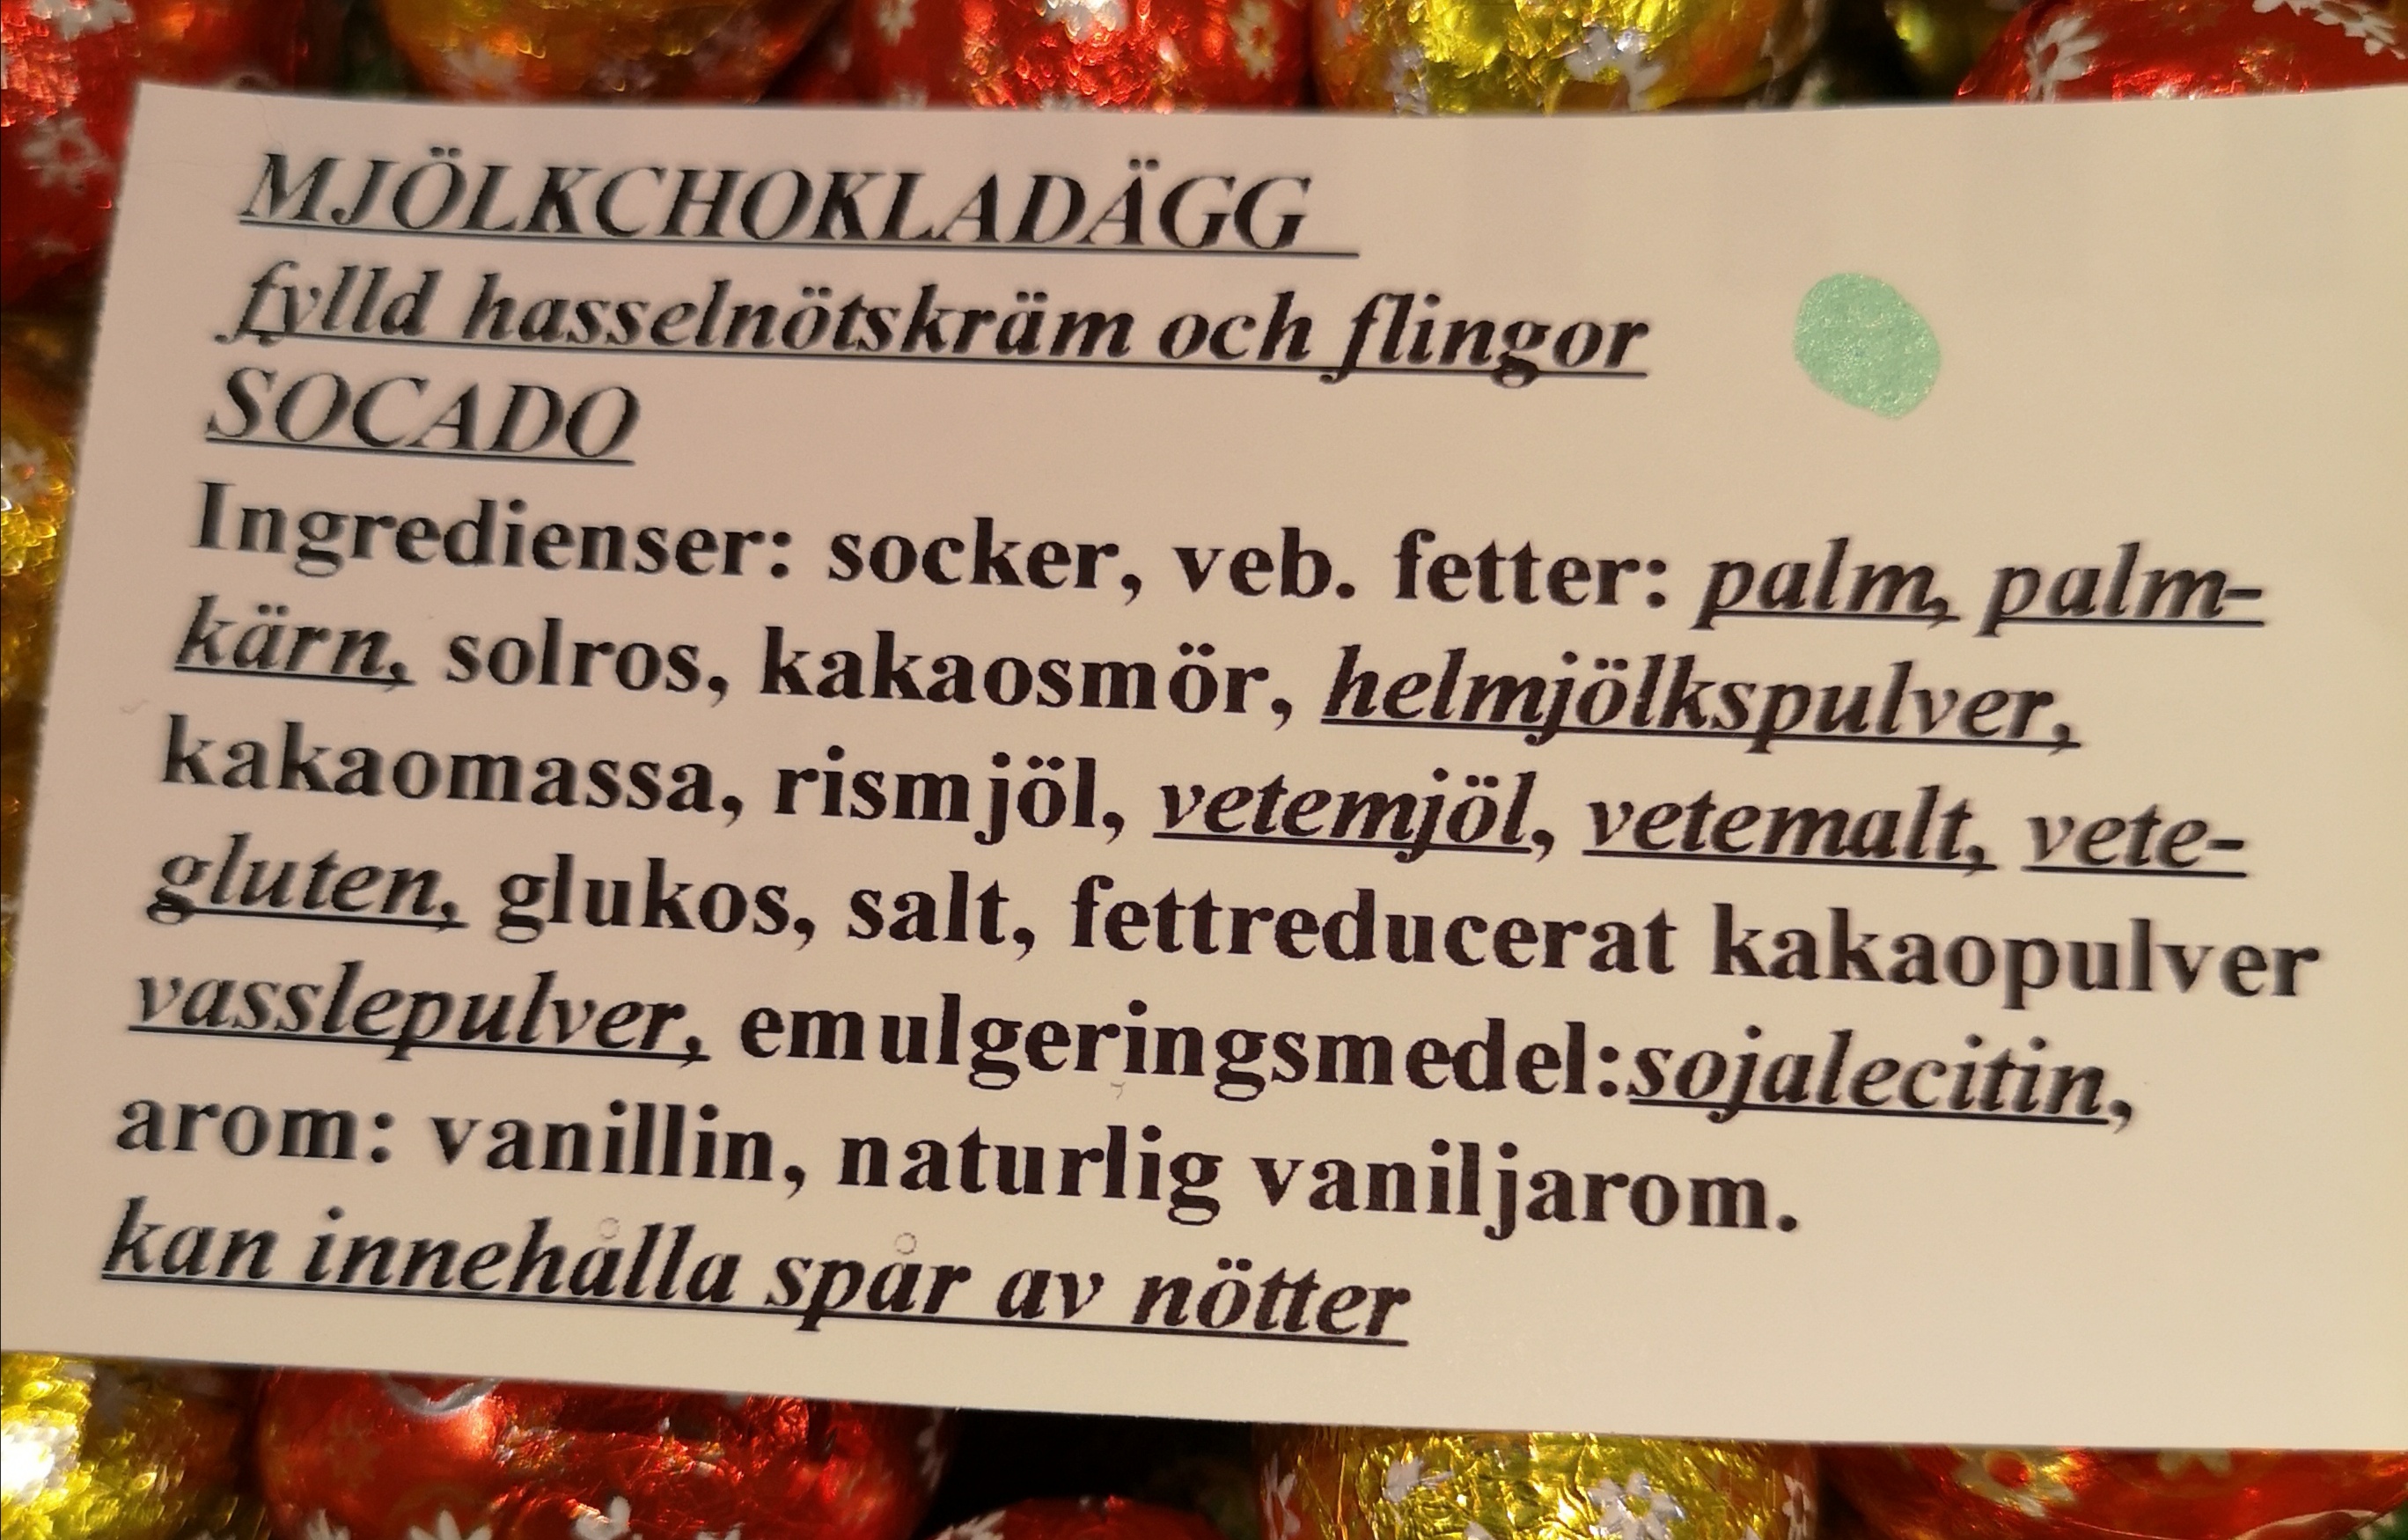 MJÖLKCHOKLADÄGG
fylld hasselnötskräm och flingor
SOCADO
Ingredienser: socker, veb. fetter: palm, palm-
kärn, solros, kakaosmör, helmjölkspulver,
kakaomassa, rismjöl, vetemjöl, vetemalt, vete-
gluten, glukos, salt, fettreducerat kakaopulver
vasslepulver, emulgeringsmedel:sojalecitin,
arom: vanillin, naturlig vaniljarom.
kan innehålla spår av nötter